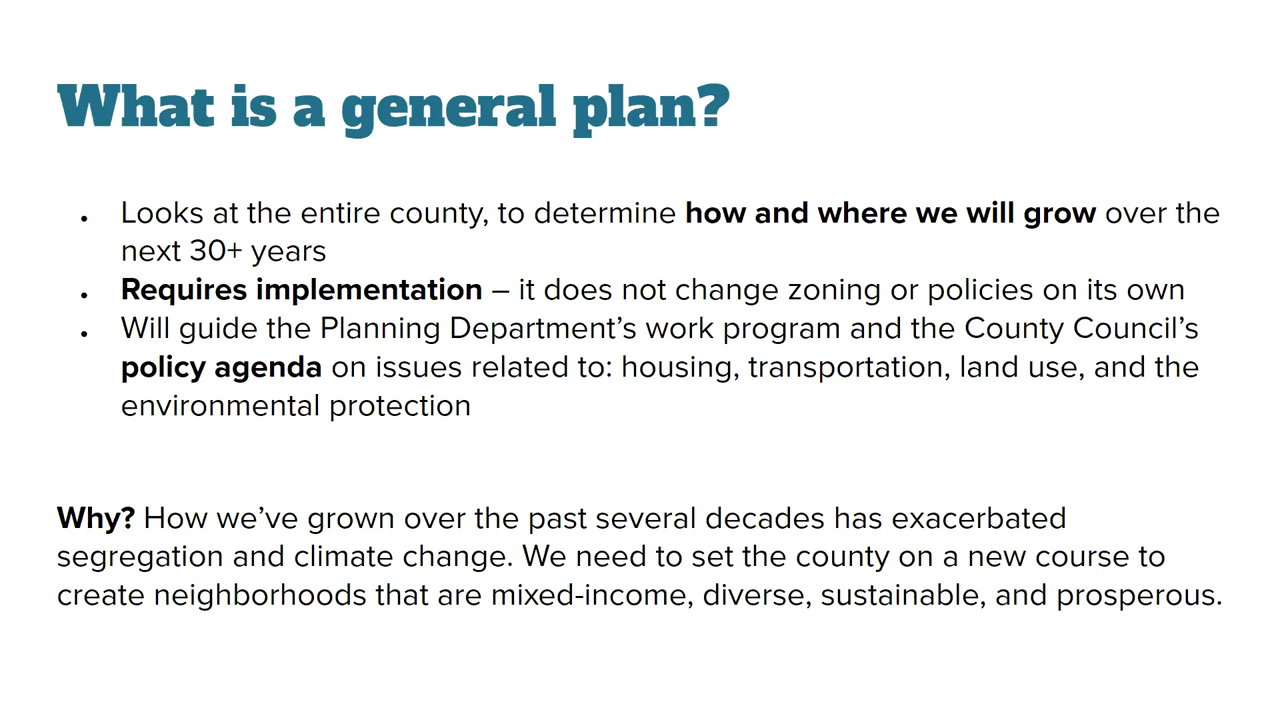 What is a general plan?
• Looks at the entire county, to determine how and where we will grow over the
next 30+ years
• Requires implementation – it does not change zoning or policies on its own
• Will guide the Planning Department’s work program and the County Council’s
policy agenda on issues related to: housing, transportation, land use, and the
environmental protection
Why? How we’ve grown over the past several decades has exacerbated
segregation and climate change. We need to set the county on a new course to
create neighborhoods that are mixed-income, diverse, sustainable, and prosperous.